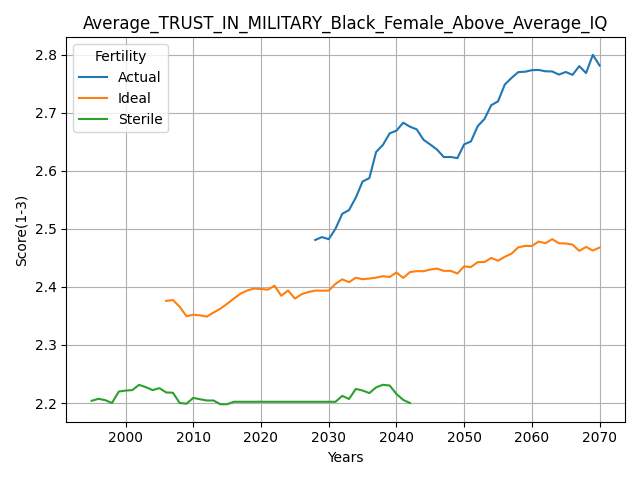 Average_TRUST_IN_MILITARY_Black_Female_Above_Average_IQ
Fertility
Actual
Ideal
Sterile
Score(1-3)
2.8
2.7
2.6
2.5
2.4
2.3
2.2
2000 2010 2020 2030 2040 2050 2060 2070
Years